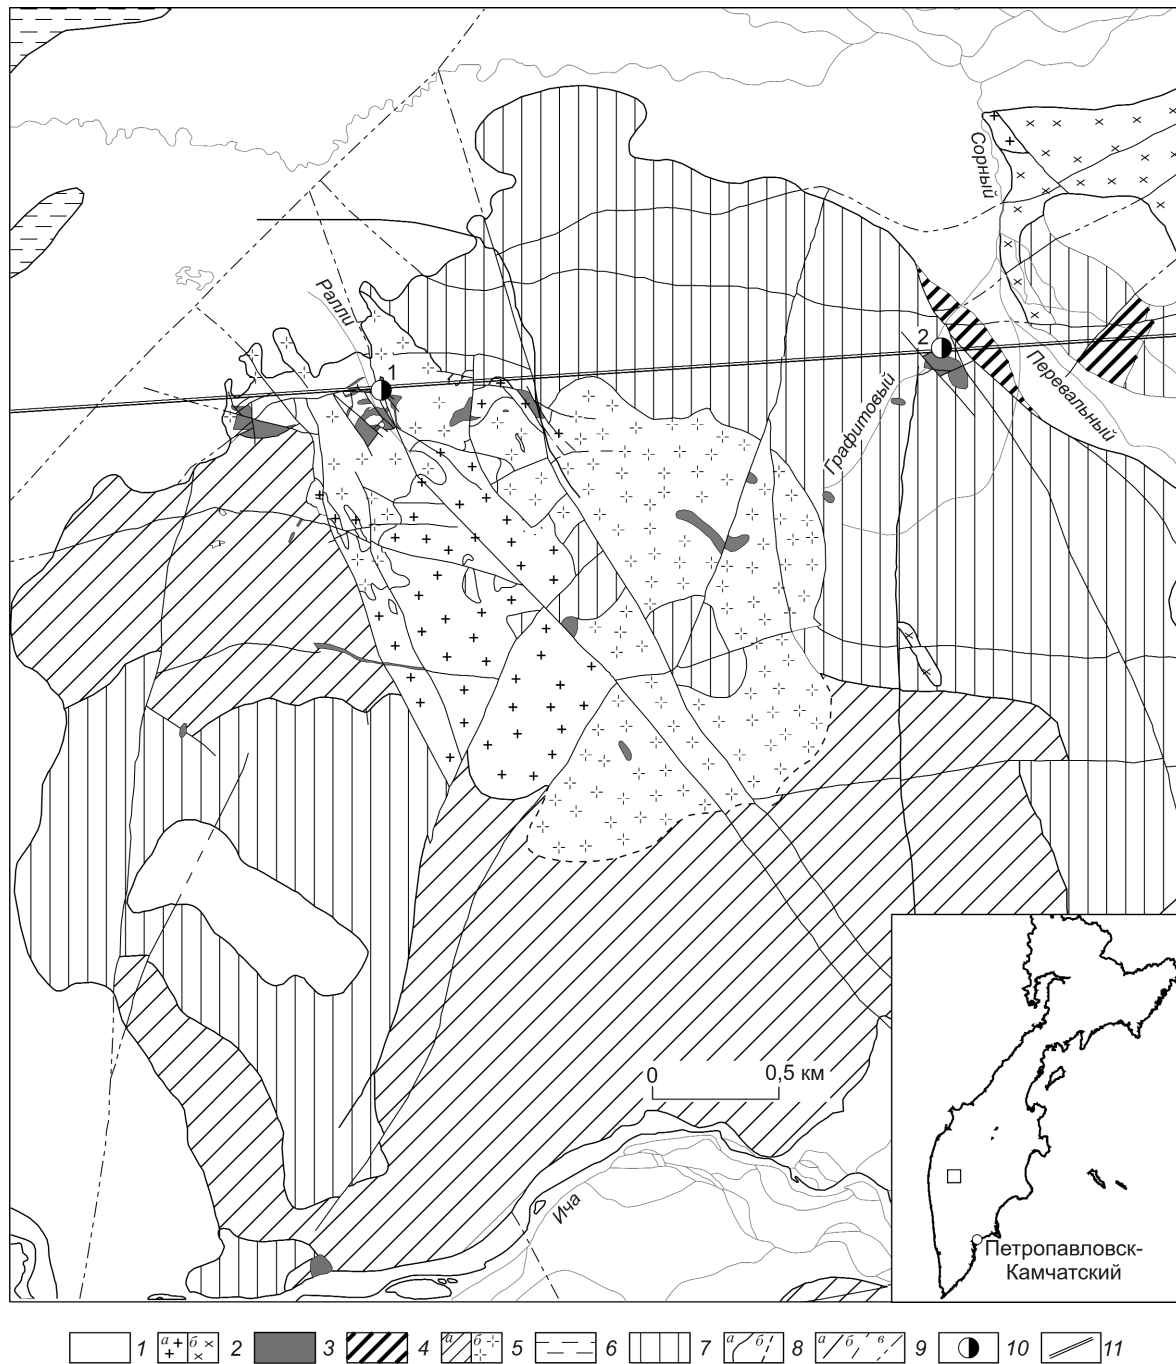 Сорный
Ралли
1
2
Перевальный
Графитовый
0 0,5 км
Ича
Петропавловск-
Камчатский
1 а б 2 3 4 а б 5 6 7 а б 8 а б в 9 10 11